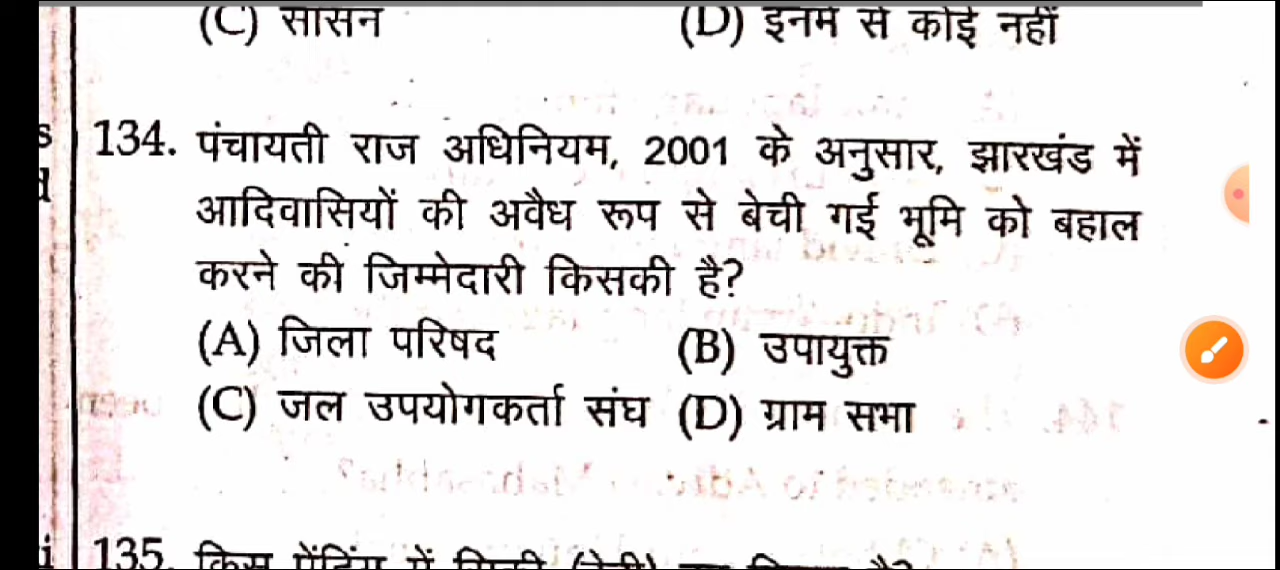 (C) सासन (D) इनमें से कोई नहीं
134. पंचायती राज अधिनियम, 2001 के अनुसार, झारखंड में
आदिवासियों की अवैध रूप से बेची गई भूमि को बहाल
करने की जिम्मेदारी किसकी है?
(A) जिला परिषद (B) उपायुक्त
(C) जल उपयोगकर्ता संघ (D) ग्राम सभा
135. किस पेंटिंग में